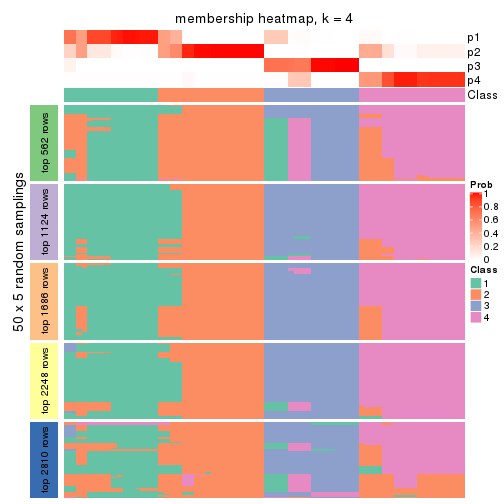 membership heatmap, k = 4
p1
p2
p3
p4
Class
50 x 5 random samplings
top 562 rows
top 1124 rows
top 1686 rows
top 2248 rows
top 2810 rows
Prob
1
0.8
0.6
0.4
0.2
0
Class
1
2
3
4